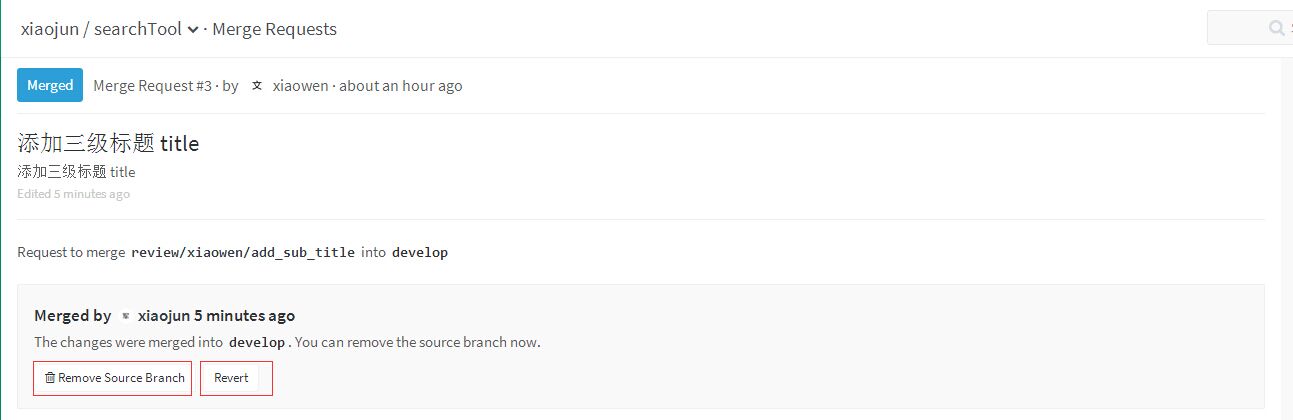 xiaojun / searchTool · Merge Requests
Merged Merge Request #3 · by 文 xiaowen · about an hour ago
添加三级标题 title
添加三级标题 title
Edited 5 minutes ago
Request to merge review/xiaowen/add_sub_title into develop
Merged by xiaojun 5 minutes ago
The changes were merged into develop. You can remove the source branch now.
Remove Source Branch Revert